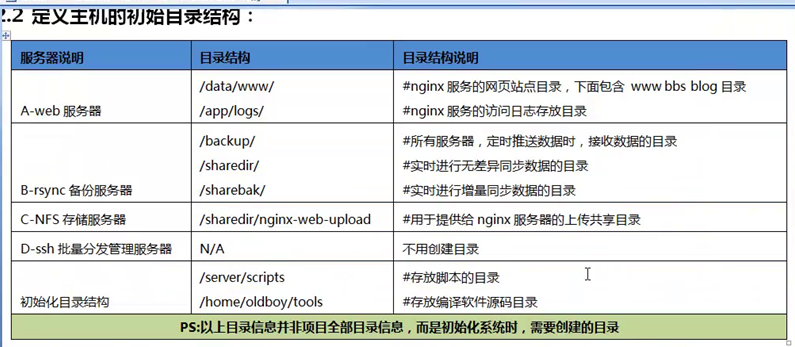 2.2 定义主机的初始目录结构：
服务器说明 目录结构 目录结构说明
/data/www/ #nginx 服务的网页站点目录，下面包含 www bbs blog 目录
A-web 服务器 /app/logs/ #nginx 服务的访问日志存放目录
/backup/ #所有服务器，定时推送数据时，接收数据的目录
/sharedir/ #实时进行无差异同步数据的目录
B-rsync 备份服务器 /sharebak/ #实时进行增量同步数据的目录
C-NFS 存储服务器 /sharedir/nginx-web-upload #用于提供给 nginx 服务器的上传共享目录
D-ssh 批量分发管理服务器 N/A 不用创建目录
/server/scripts #存放脚本的目录
初始化目录结构 /home/oldboy/tools #存放编译软件源码目录
PS:以上目录信息并非项目全部目录信息，而是初始化系统时，需要创建的目录